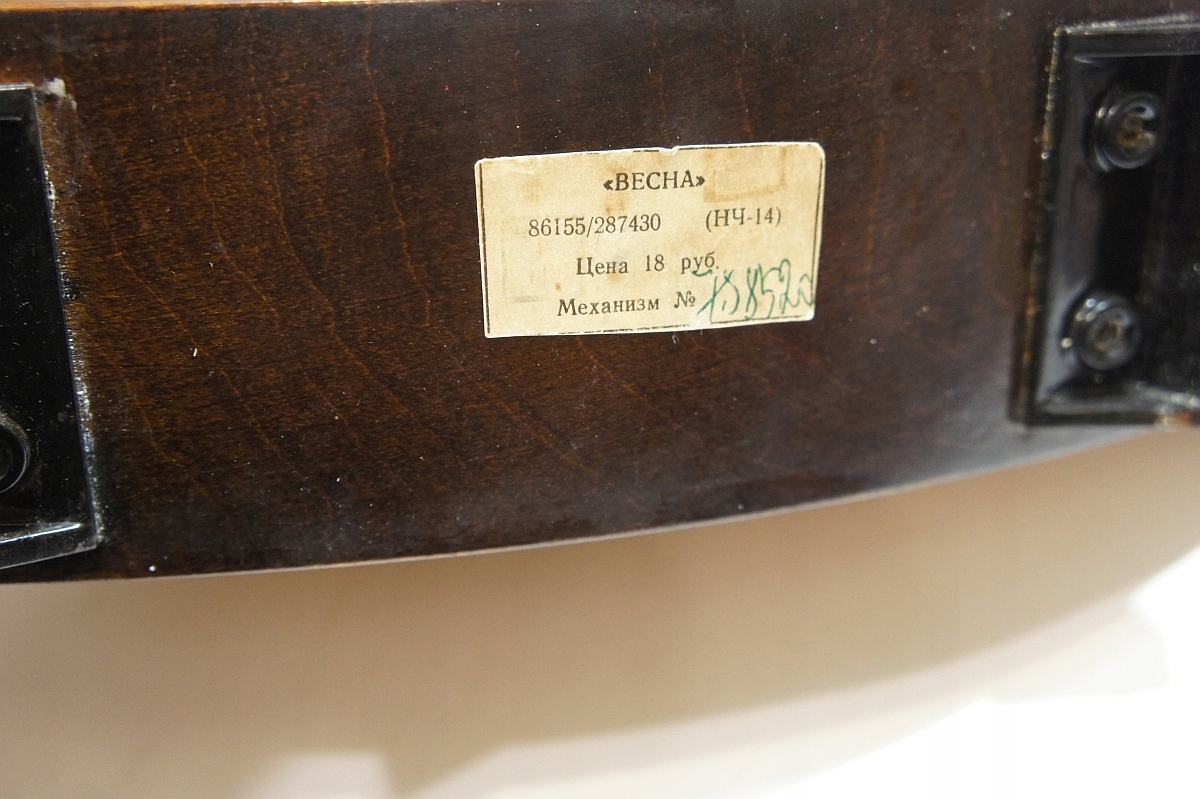 «ВЕСНА»
86155/287430 (НЧ-14)
Цена 18 руб.
Механизм №